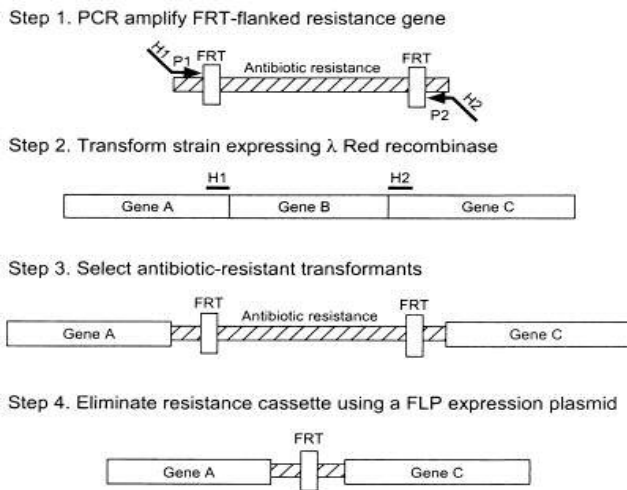 Step 1. PCR amplify FRT-flanked resistance gene
H1 P1 FRT Antibiotic resistance FRT
P2 H2
Step 2. Transform strain expressing λ Red recombinase
H1 H2
Gene A Gene B Gene C
Step 3. Select antibiotic-resistant transformants
FRT Antibiotic resistance FRT
Gene A Gene C
Step 4. Eliminate resistance cassette using a FLP expression plasmid
FRT
Gene A Gene C